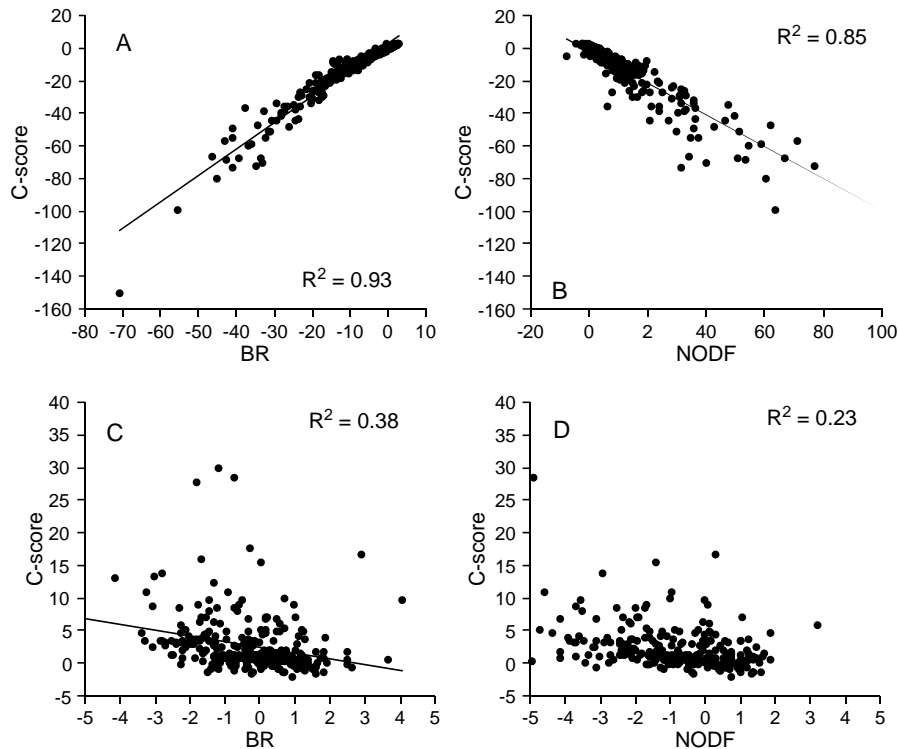 20
0
-20
-40
-60
-80
-100
-120
-140
-160
C-score
A
R² = 0.93
-80 -70 -60 -50 -40 -30 -20 -10 0 10
BR
20
0
-20
-40
-60
-80
-100
-120
-140
-160
C-score
R² = 0.85
B
-20 0 20 40 60 80 100
NODF
40
35
30
25
20
15
10
5
0
-5
C-score
C
R² = 0.38
-5 -4 -3 -2 -1 0 1 2 3 4 5
BR
40
35
30
25
20
15
10
5
0
-5
C-score
D
R² = 0.23
-5 -4 -3 -2 -1 0 1 2 3 4 5
NODF